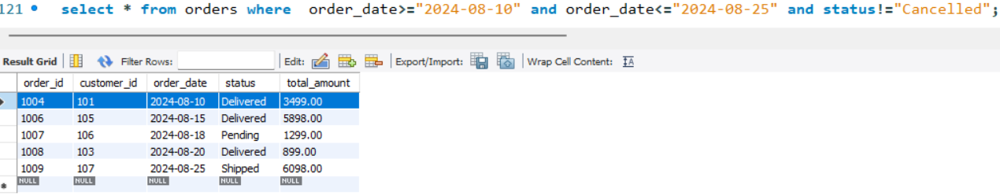 121 select * from orders where order_date>="2024-08-10" and order_date<="2024-08-25" and status!="Cancelled";
Result Grid Filter Rows: Edit: Export/Import: Wrap Cell Content: IA
order_id customer_id order_date status total_amount
1004 101 2024-08-10 Delivered 3499.00
1006 105 2024-08-15 Delivered 5898.00
1007 106 2024-08-18 Pending 1299.00
1008 103 2024-08-20 Delivered 899.00
1009 107 2024-08-25 Shipped 6098.00
* NULL NULL NULL NULL NULL